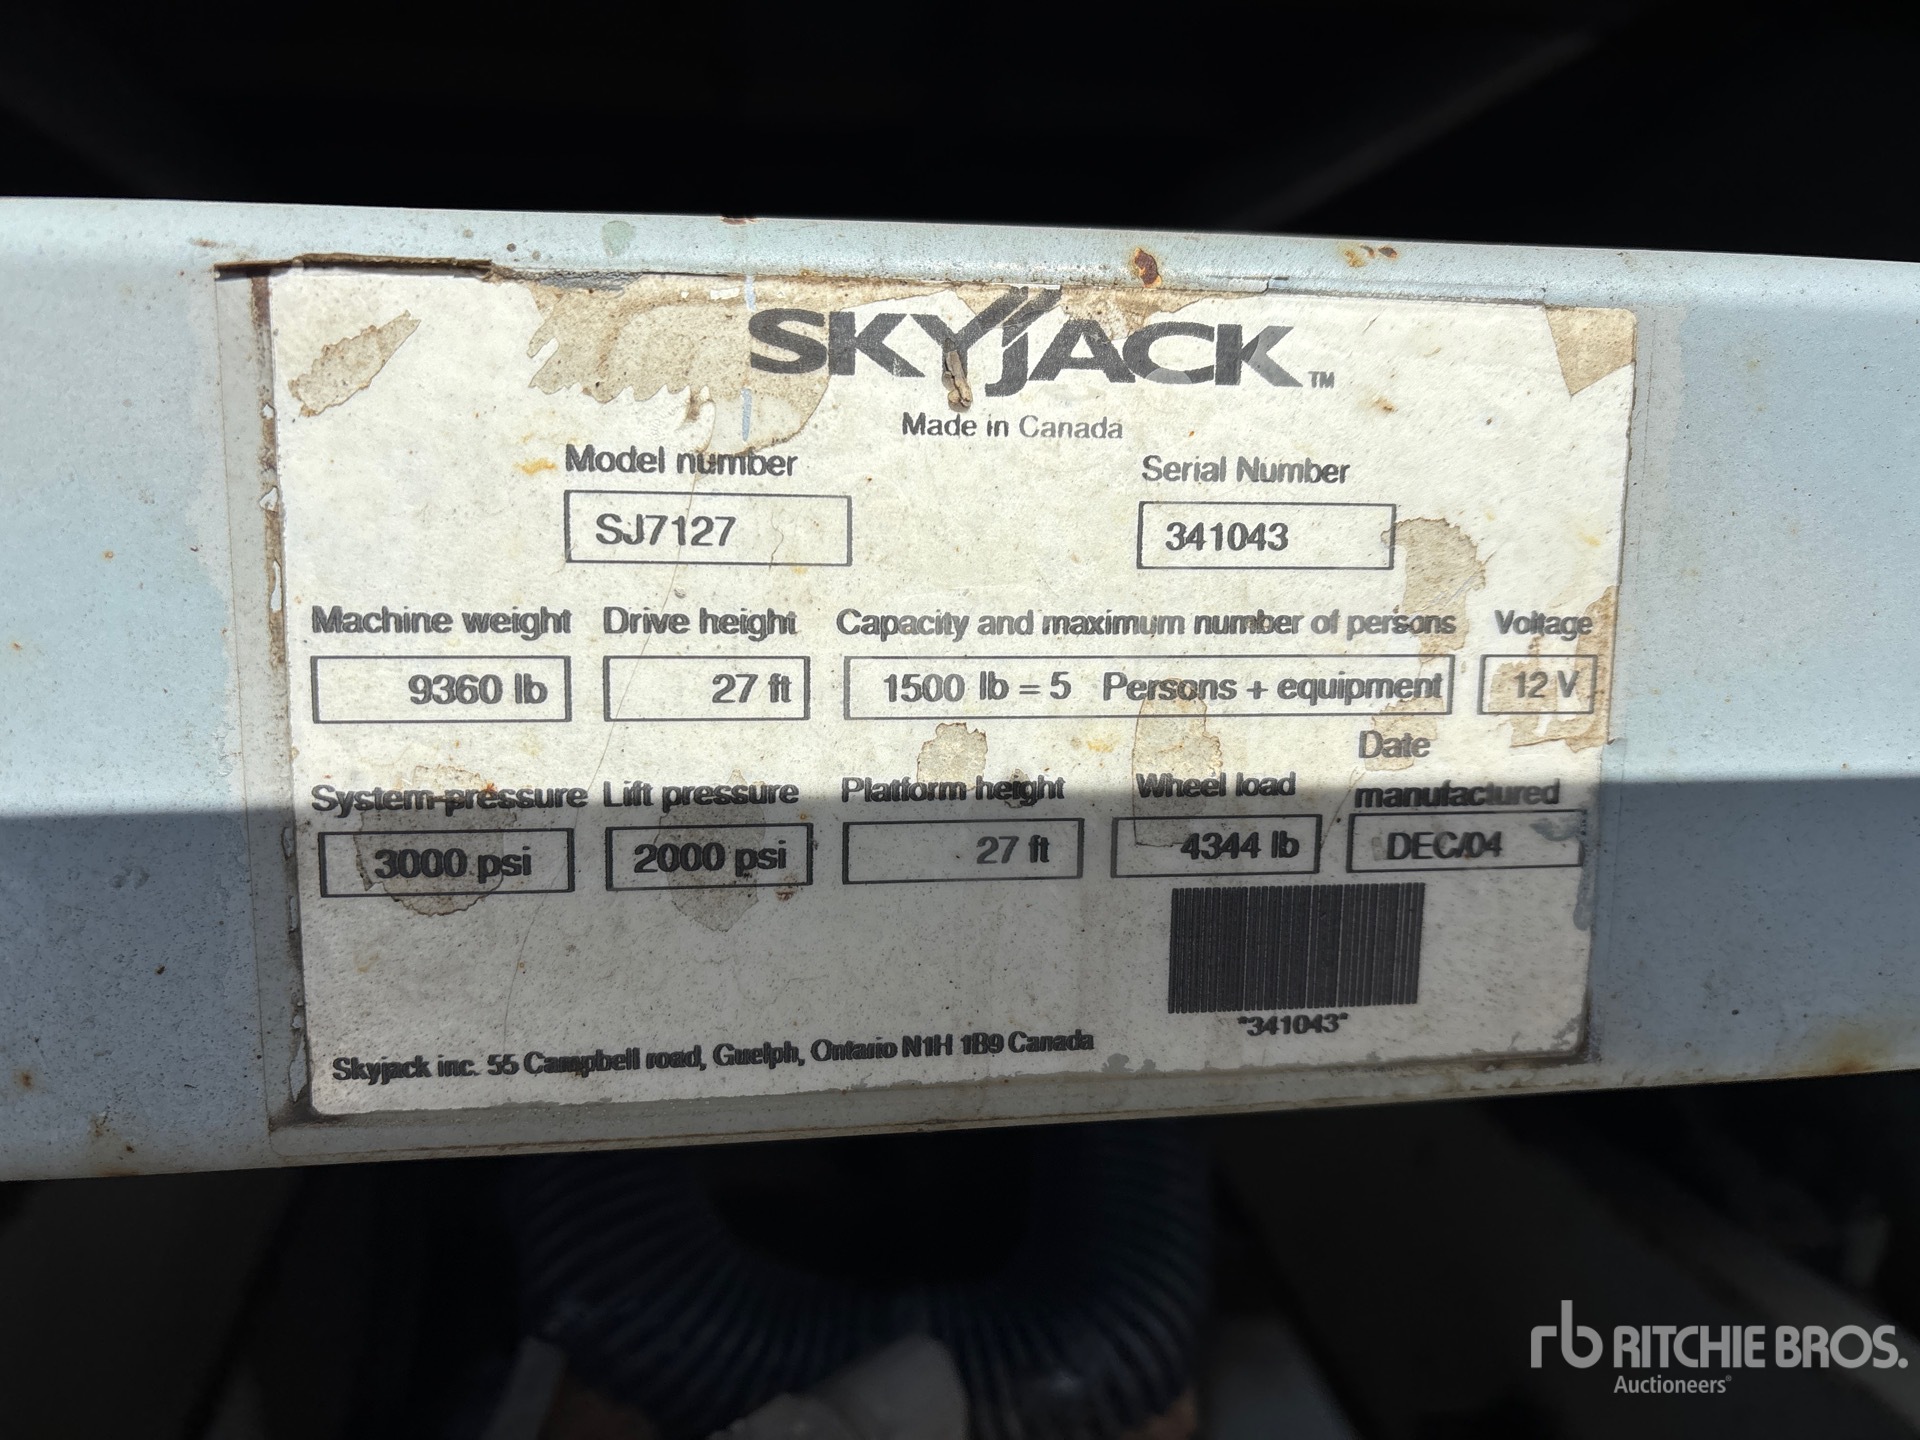 SKYJACK™
Made in Canada
Model number Serial Number
SJ7127 341043
Machine weight Drive height Capacity and maximum number of persons Voltage
9360 lb 27 ft 1500 lb = 5 Persons + equipment 12 V
System pressure Lift pressure Platform height Wheel load Date manufactured
3000 psi 2000 psi 27 ft 4344 lb DEC/04
*341043*
Skyjack inc. 55 Campbell road, Guelph, Ontario N1H 1B9 Canada
rb RITCHIE BROS.
Auctioneers®